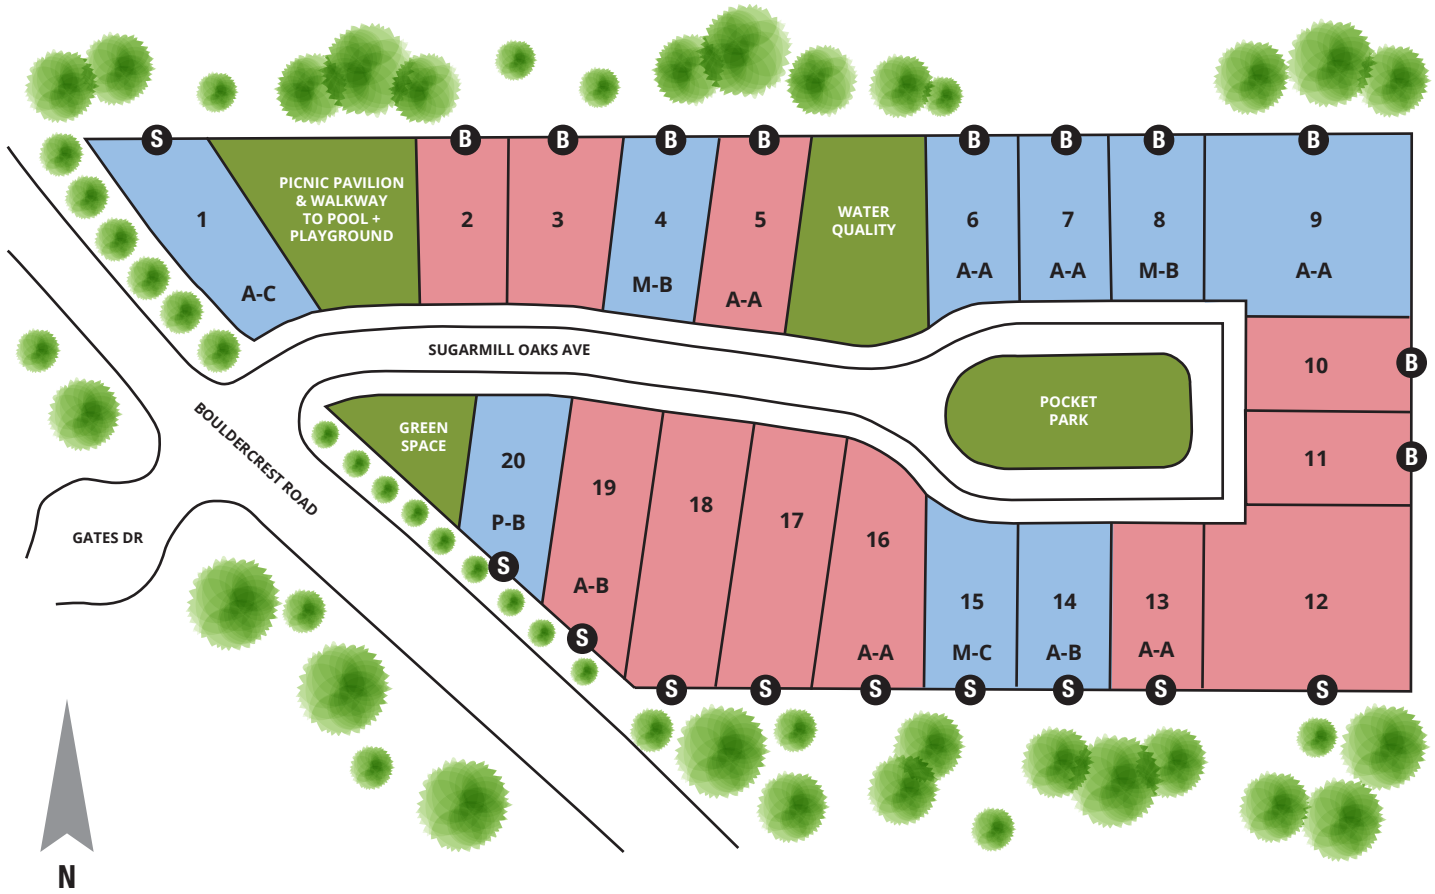 S
B
B
B
B
B
B
B
B
PICNIC PAVILION
& WALKWAY
TO POOL +
PLAYGROUND
1
2
3
4
5
WATER
QUALITY
6
7
8
9
A-C
M-B
A-A
A-A
A-A
M-B
A-A
SUGARMILL OAKS AVE
10
B
POCKET
PARK
11
B
BOULDERCREST ROAD
GREEN
SPACE
20
19
18
17
16
P-B
GATES DR
S
A-B
15
14
13
12
S
A-A
M-C
A-B
A-A
S
S
S
S
S
S
S
N